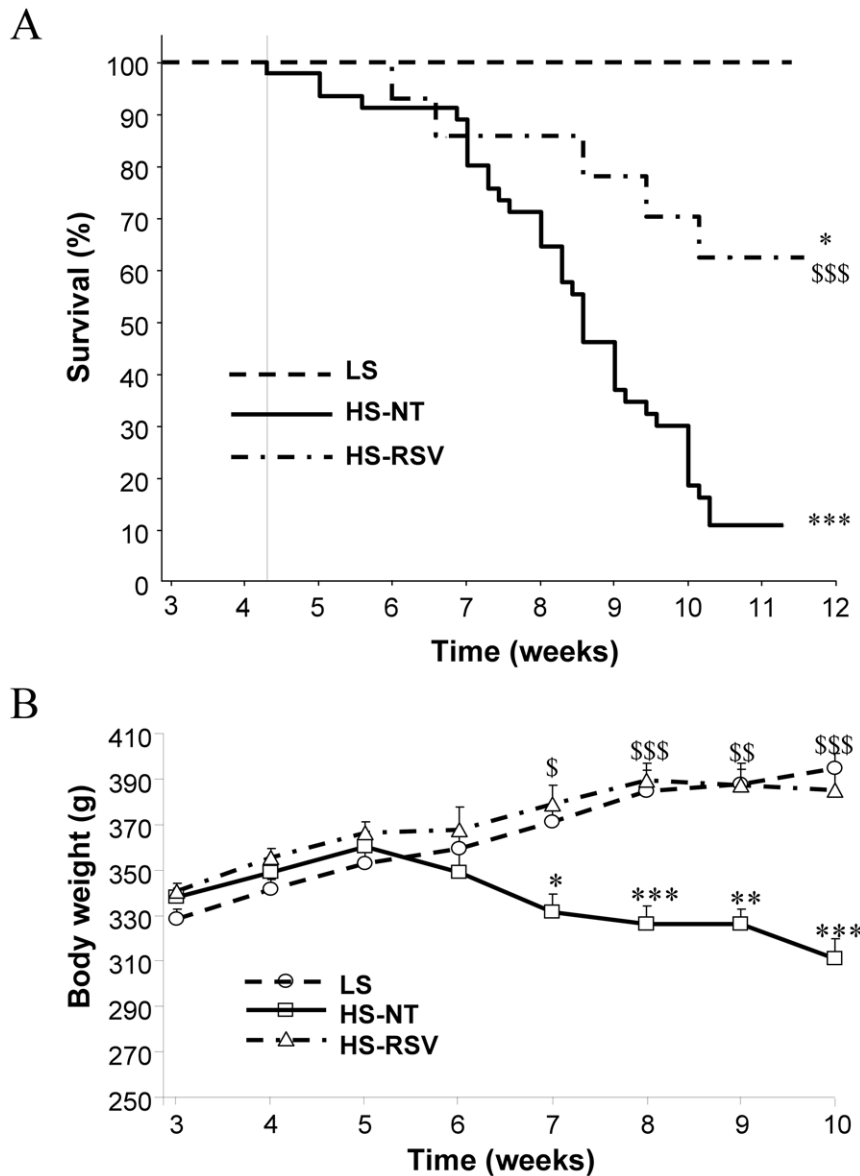 A
100
90
80
70
60
50
40
30
20
10
0
Survival (%)
LS
HS-NT
HS-RSV
*
$$$
***
3 4 5 6 7 8 9 10 11 12
Time (weeks)
B
410
390
370
350
330
310
290
270
250
Body weight (g)
$ $$$ $$ $$$
* *** ** ***
LS
HS-NT
HS-RSV
3 4 5 6 7 8 9 10
Time (weeks)